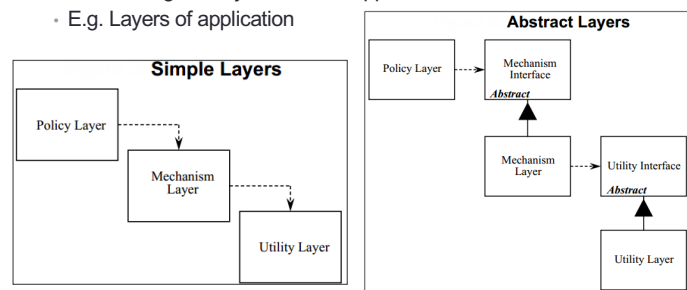 • E.g. Layers of application
Simple Layers
Policy Layer
Mechanism
Layer
Utility Layer
Abstract Layers
Policy Layer
Mechanism
Interface
Abstract
Mechanism
Layer
Utility Interface
Abstract
Utility Layer